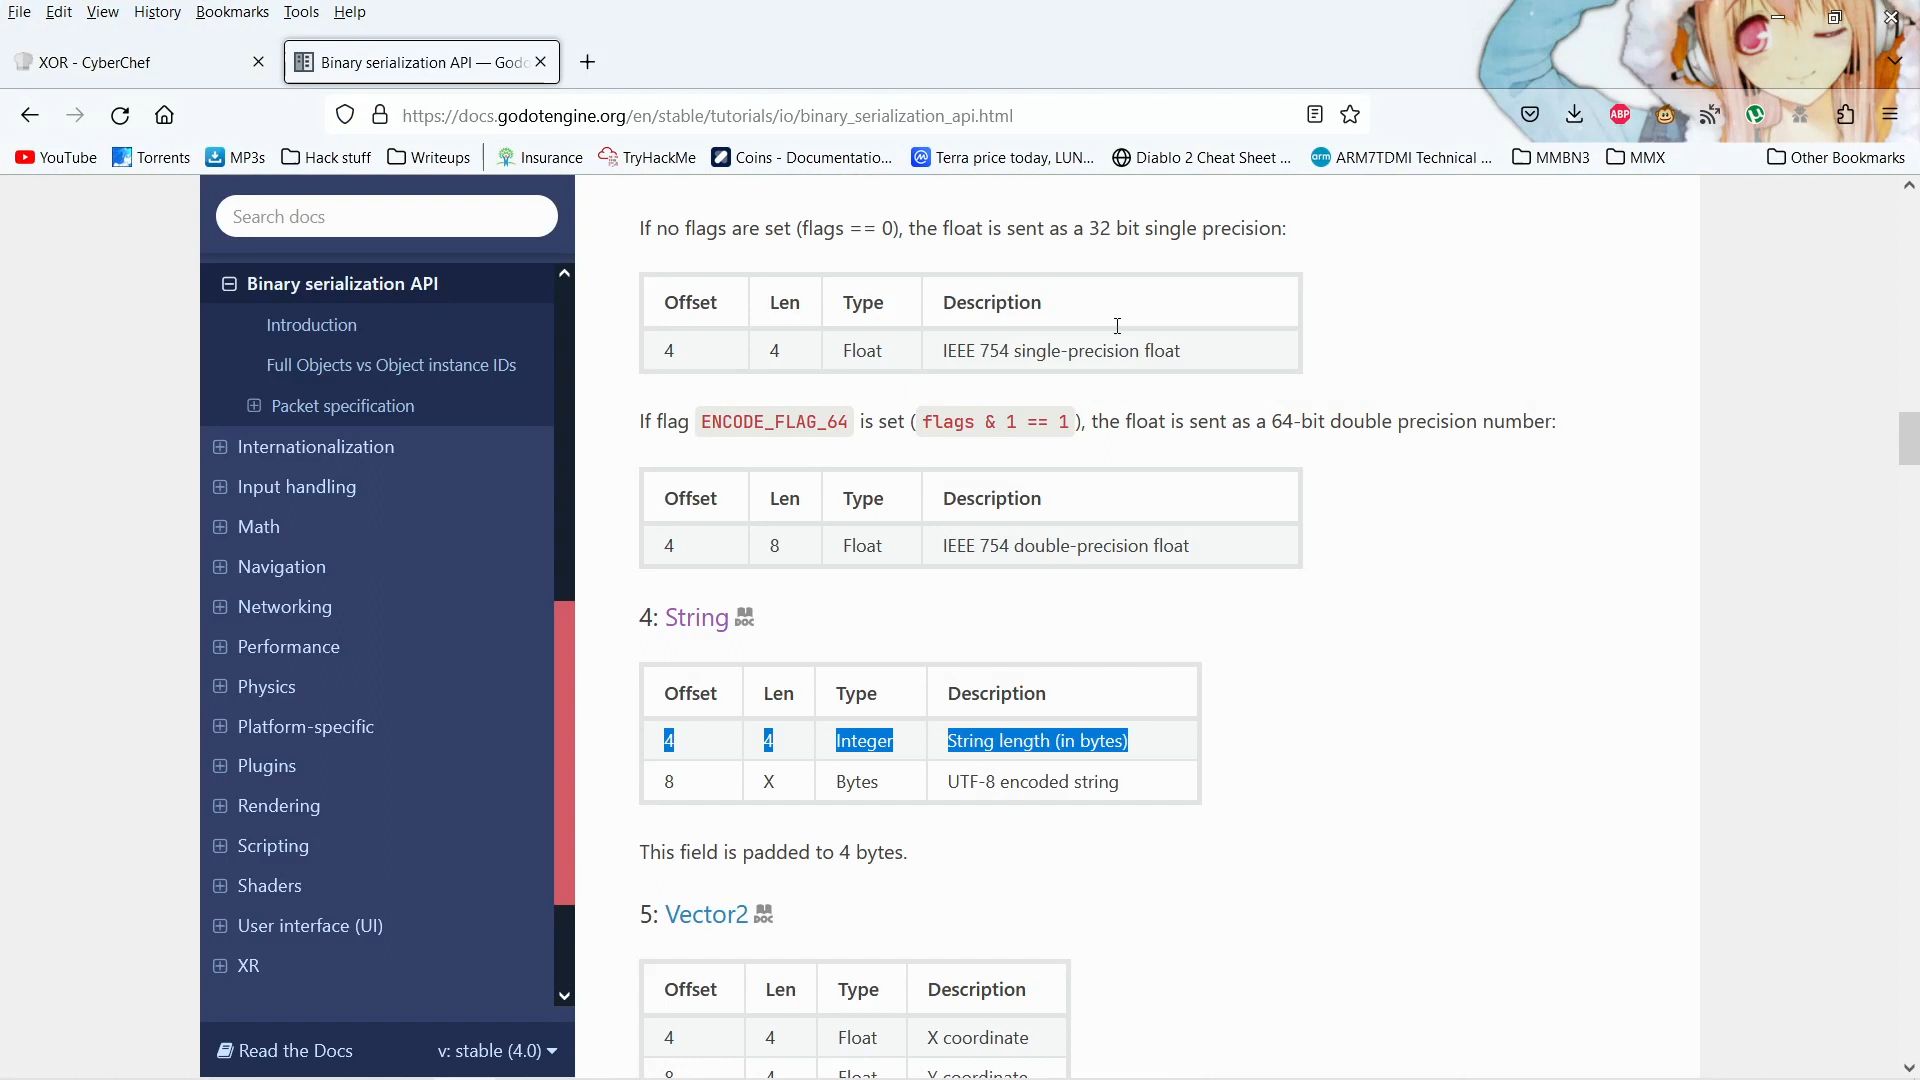 File Edit View History Bookmarks Tools Help
XOR - CyberChef
Binary serialization API — Godo
https://docs.godotengine.org/en/stable/tutorials/io/binary_serialization_api.html
ABP
YouTube Torrents MP3s Hack stuff Writeups Insurance TryHackMe Coins - Documentatio... Terra price today, LUN... Diablo 2 Cheat Sheet ... arm ARM7TDMI Technical ... MMBN3 MMX Other Bookmarks
Search docs
Binary serialization API
Introduction
Full Objects vs Object instance IDs
Packet specification
Internationalization
Input handling
Math
Navigation
Networking
Performance
Physics
Platform-specific
Plugins
Rendering
Scripting
Shaders
User interface (UI)
XR
Read the Docs v: stable (4.0)
If no flags are set (flags == 0), the float is sent as a 32 bit single precision:
Offset Len Type Description
4 4 Float IEEE 754 single-precision float
If flag ENCODE_FLAG_64 is set (flags & 1 == 1), the float is sent as a 64-bit double precision number:
Offset Len Type Description
4 8 Float IEEE 754 double-precision float
4: String DOC
Offset Len Type Description
4 4 Integer String length (in bytes)
8 X Bytes UTF-8 encoded string
This field is padded to 4 bytes.
5: Vector2 DOC
Offset Len Type Description
4 4 Float X coordinate
8 4 Float Y coordinate